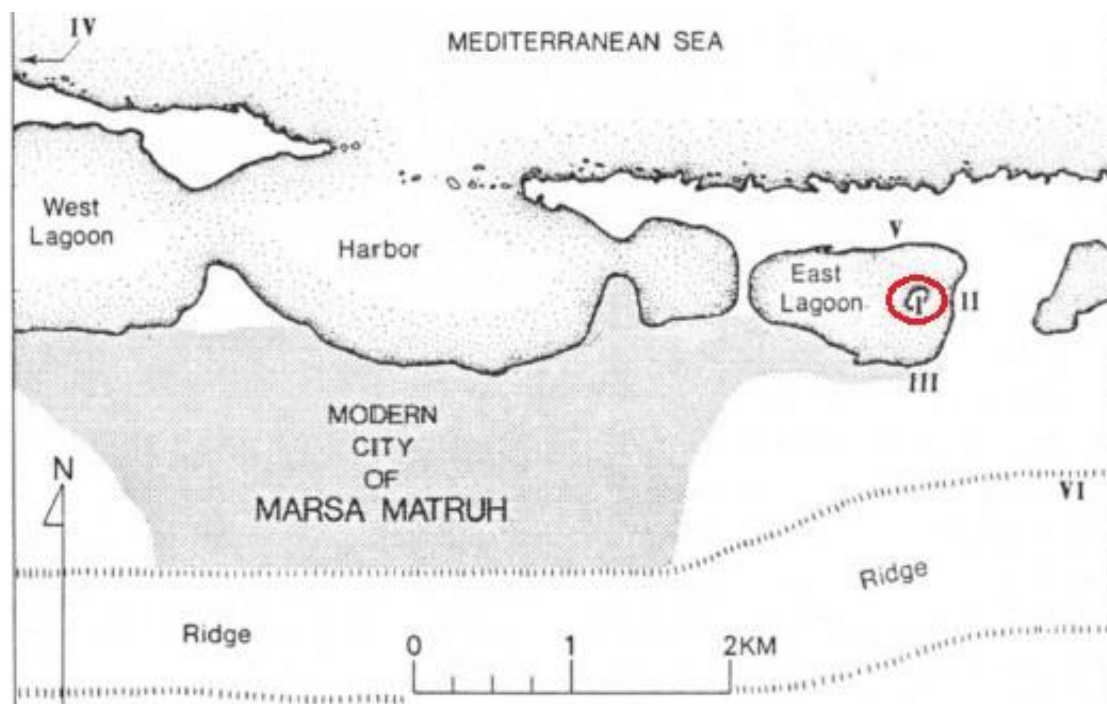 IV
MEDITERRANEAN SEA
West
Lagoon
Harbor
V
East
Lagoon
I
II
III
MODERN
CITY
OF
MARSA MATRUH
N
VI
Ridge
Ridge
0 1 2KM